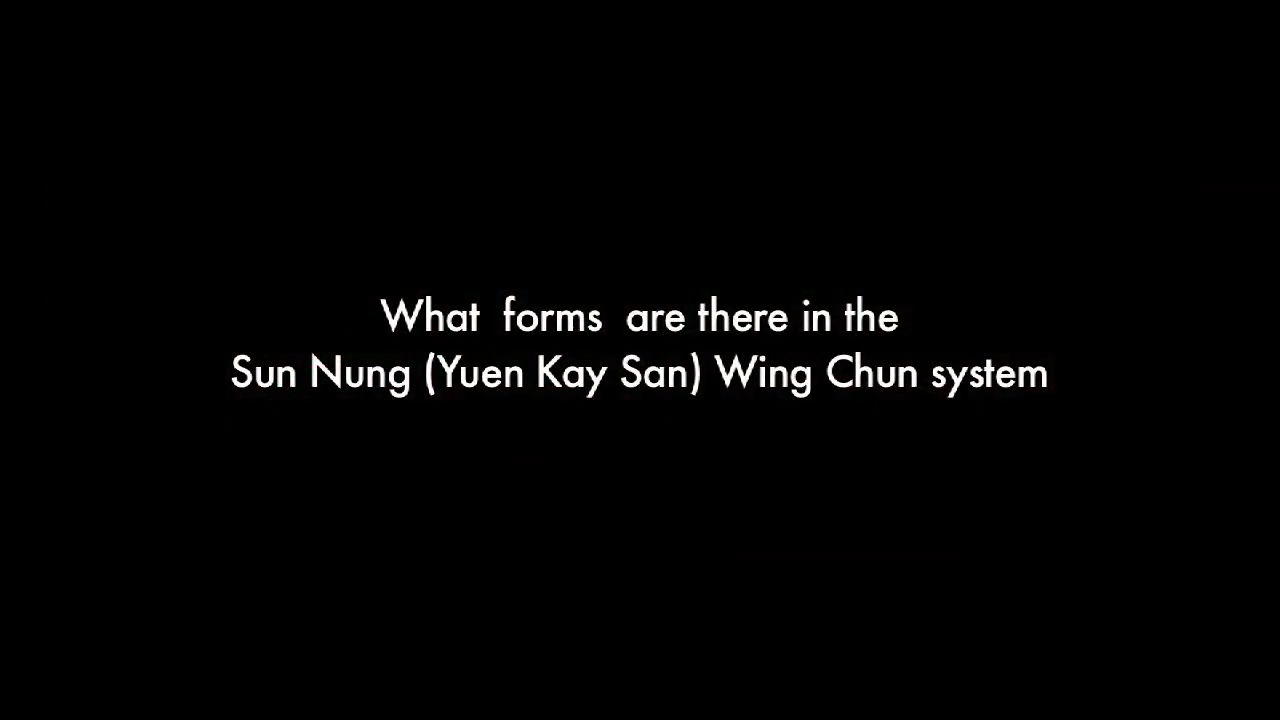 What forms are there in the
Sun Nung (Yuen Kay San) Wing Chun system